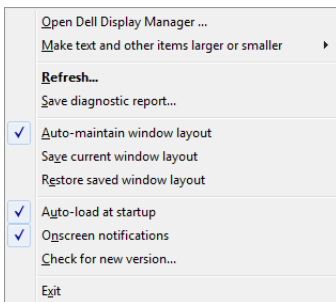 Open Dell Display Manager ...
Make text and other items larger or smaller
Refresh...
Save diagnostic report...
Auto-maintain window layout
Save current window layout
Restore saved window layout
Auto-load at startup
Onscreen notifications
Check for new version...
Exit